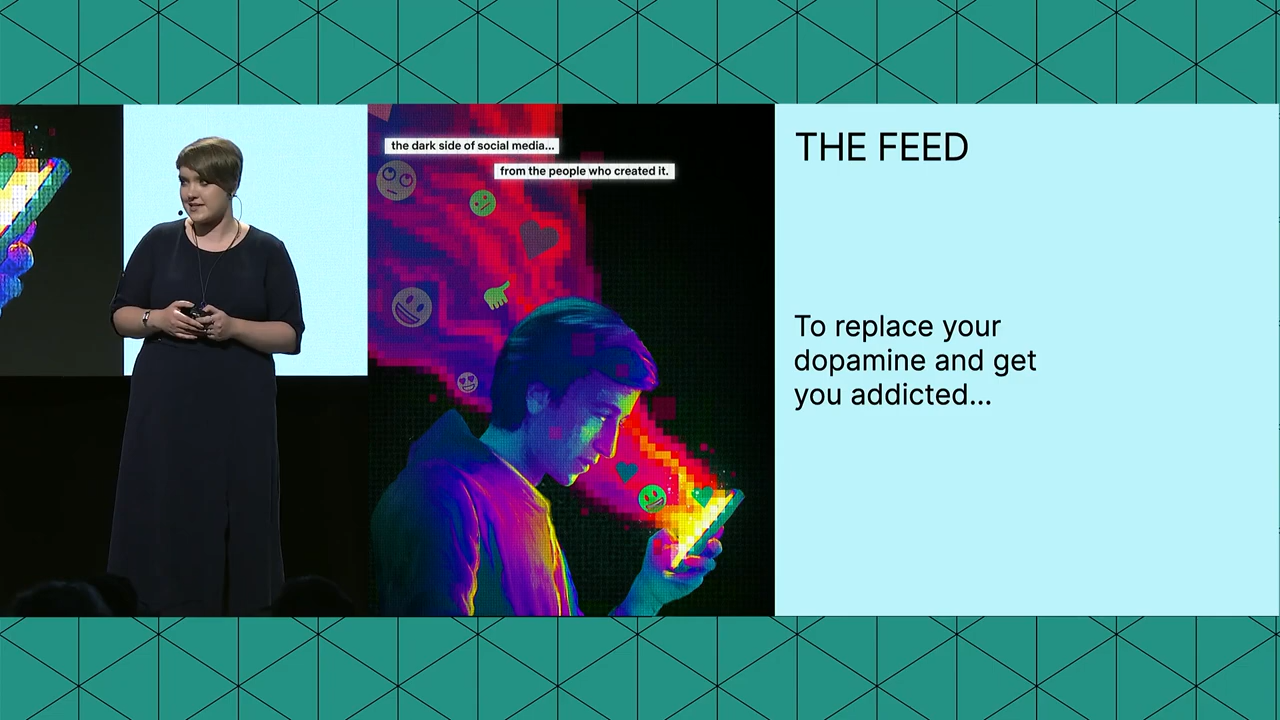 the dark side of social media...
from the people who created it.
THE FEED
To replace your
dopamine and get
you addicted...